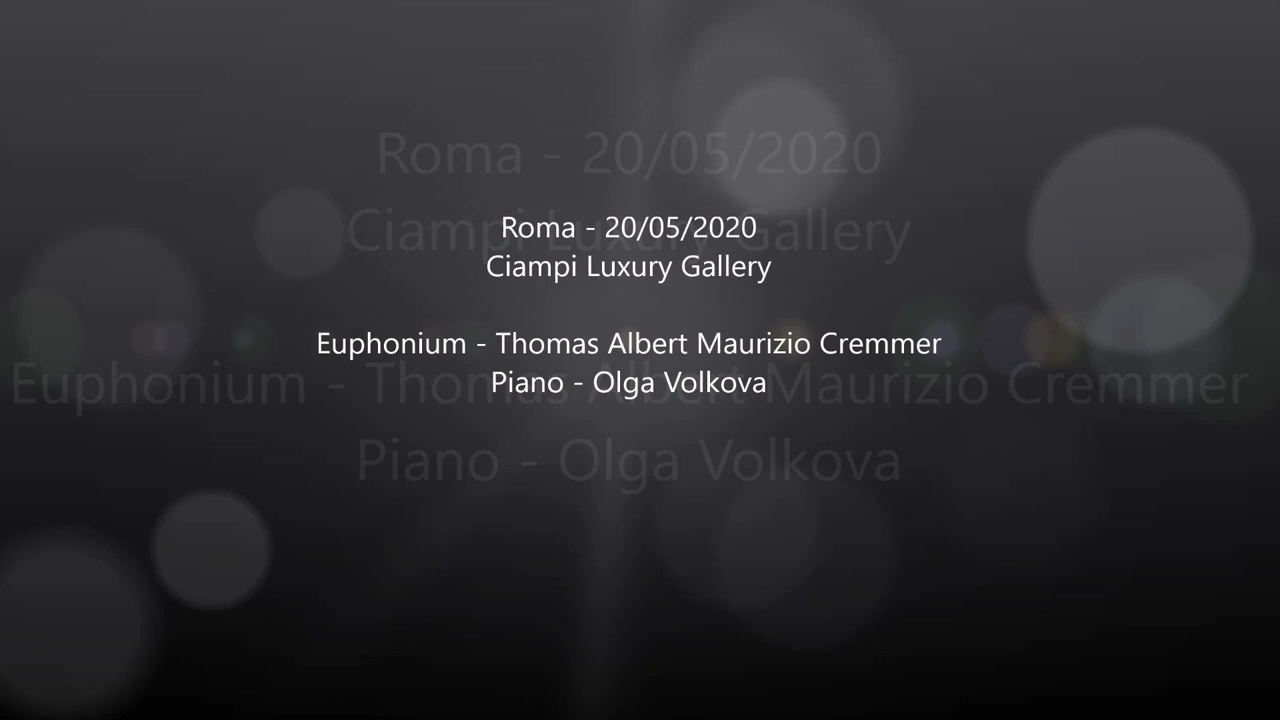 Roma - 20/05/2020
Ciampi Luxury Gallery
Euphonium - Thomas Albert Maurizio Cremmer
Piano - Olga Volkova